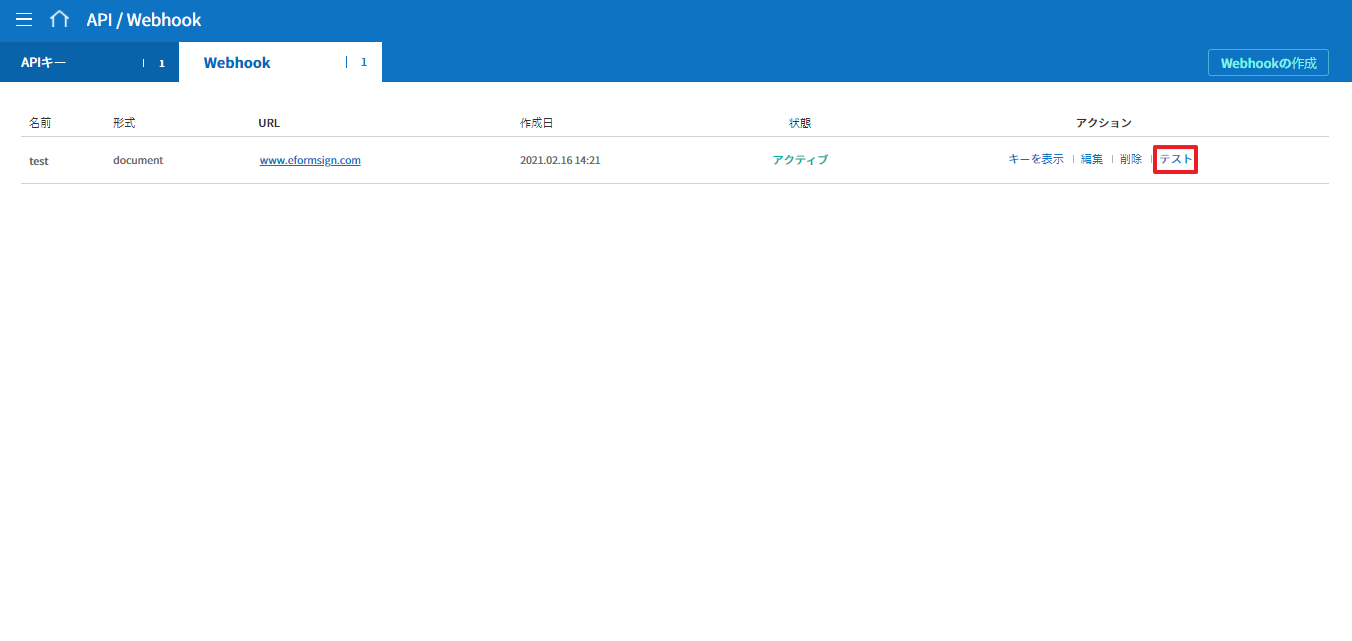 API / Webhook
APIキー 1
Webhook 1
Webhookの作成
名前 形式 URL 作成日 状態 アクション
test document www.eformsign.com 2021.02.16 14:21 アクティブ キーを表示 編集 削除 テスト